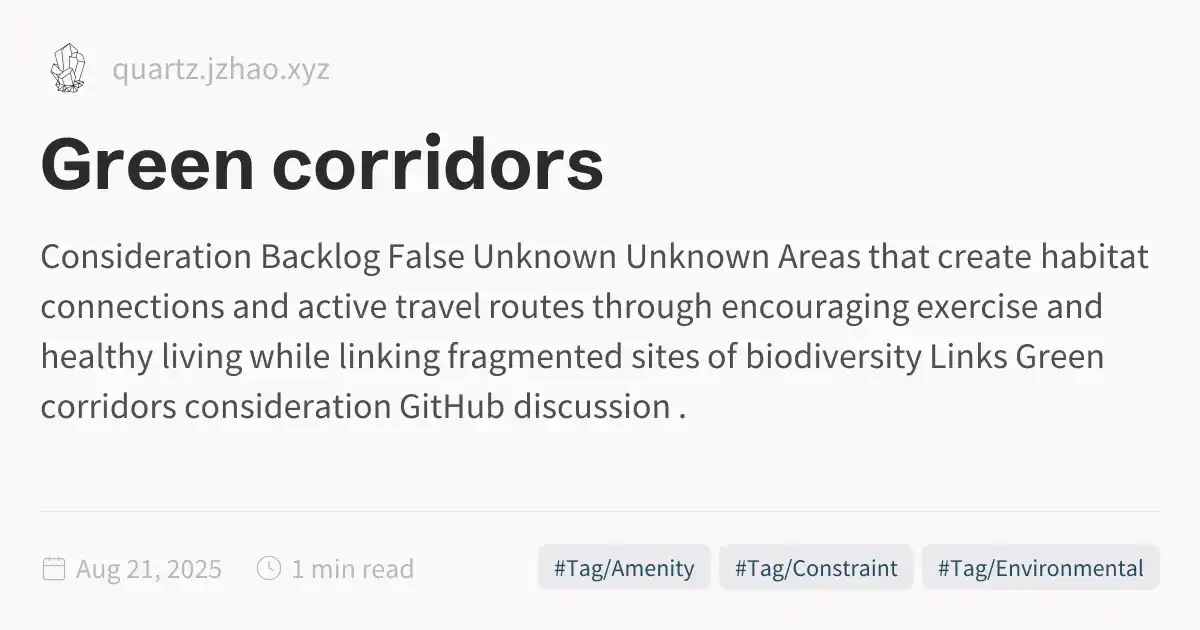 quartz.jzhao.xyz
Green corridors
Consideration Backlog False Unknown Unknown Areas that create habitat
connections and active travel routes through encouraging exercise and
healthy living while linking fragmented sites of biodiversity Links Green
corridors consideration GitHub discussion .
Aug 21, 2025 1 min read #Tag/Amenity #Tag/Constraint #Tag/Environmental